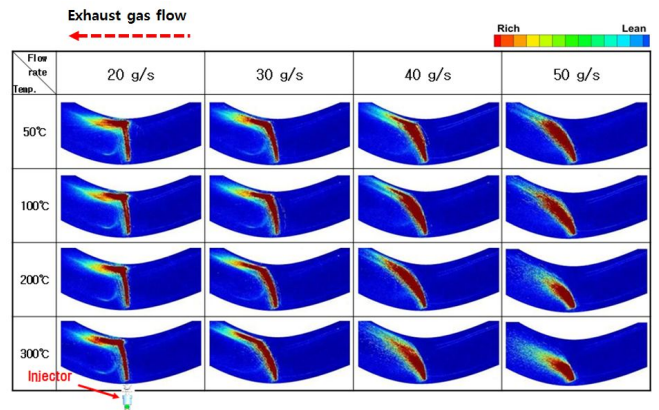 Exhaust gas flow
Rich Lean
Flow
rate
Temp.
20 g/s 30 g/s 40 g/s 50 g/s
50℃
100℃
200℃
300℃
Injector